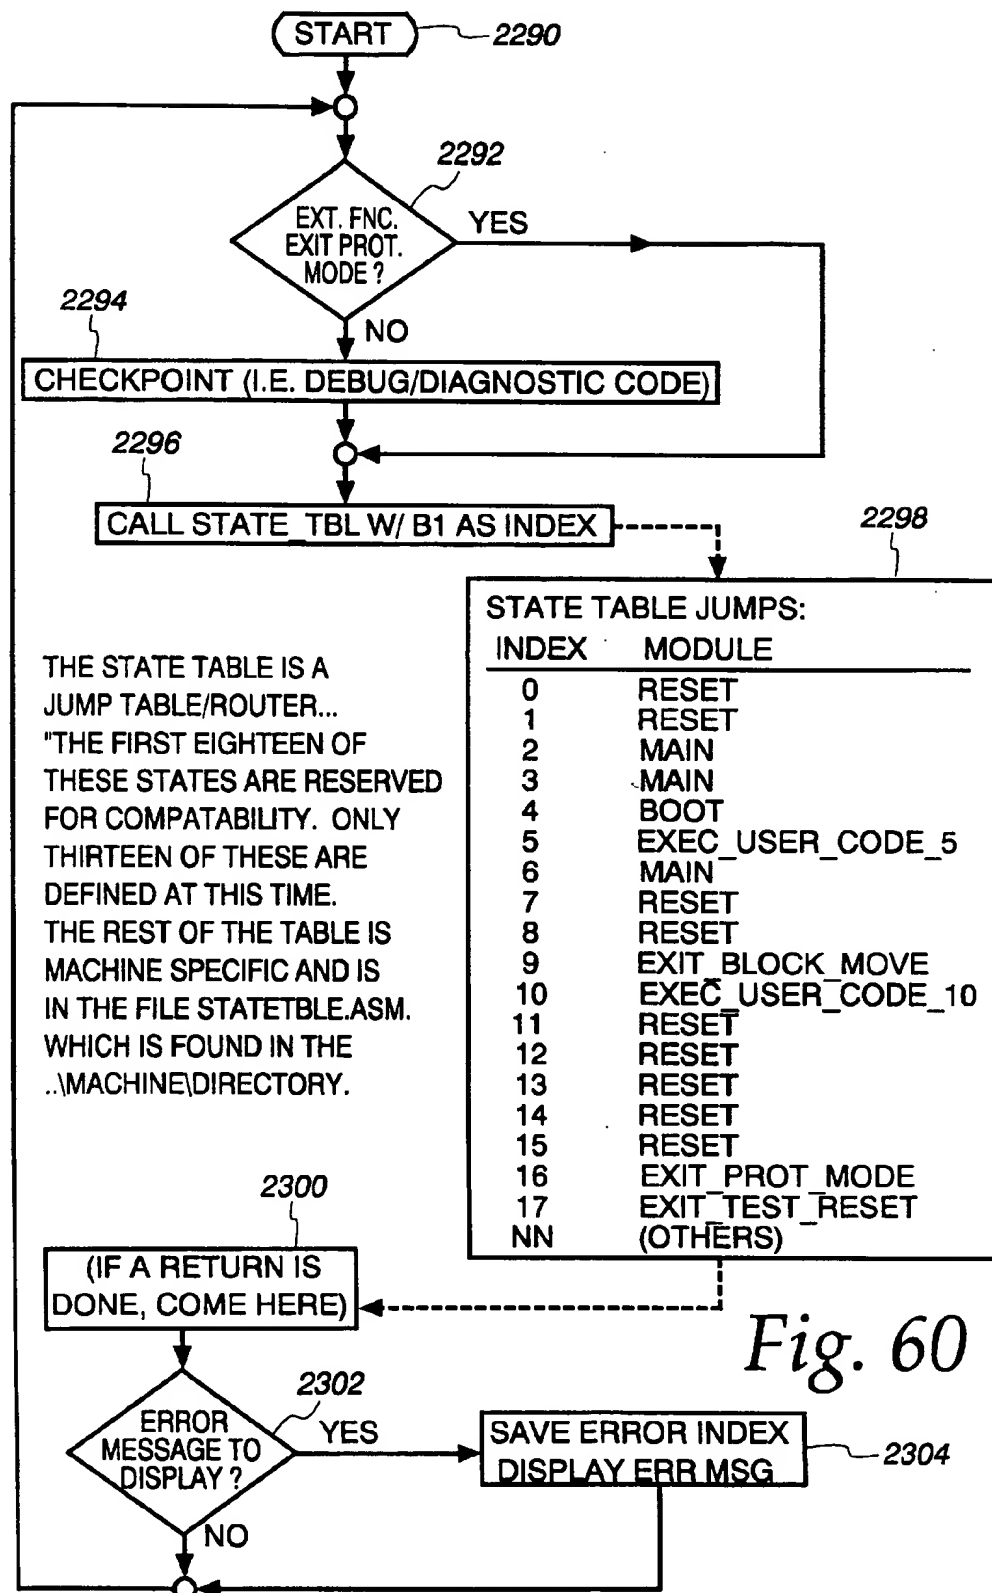 START
2290
2292
EXT. FNC.
EXIT PROT.
MODE ?
YES
2294
NO
CHECKPOINT (I.E. DEBUG/DIAGNOSTIC CODE)
2296
CALL STATE_TBL W/ B1 AS INDEX
2298
STATE TABLE JUMPS:
INDEX MODULE
0 RESET
1 RESET
2 MAIN
3 MAIN
4 BOOT
5 EXEC_USER_CODE_5
6 MAIN
7 RESET
8 RESET
9 EXIT_BLOCK_MOVE
10 EXEC_USER_CODE_10
11 RESET
12 RESET
13 RESET
14 RESET
15 RESET
16 EXIT_PROT_MODE
17 EXIT_TEST_RESET
NN (OTHERS)
THE STATE TABLE IS A
JUMP TABLE/ROUTER...
"THE FIRST EIGHTEEN OF
THESE STATES ARE RESERVED
FOR COMPATABILITY. ONLY
THIRTEEN OF THESE ARE
DEFINED AT THIS TIME.
THE REST OF THE TABLE IS
MACHINE SPECIFIC AND IS
IN THE FILE STATETBLE.ASM.
WHICH IS FOUND IN THE
..\MACHINE\DIRECTORY.
2300
(IF A RETURN IS
DONE, COME HERE)
Fig. 60
2302
ERROR
MESSAGE TO
DISPLAY ?
YES
SAVE ERROR INDEX
DISPLAY ERR MSG
2304
NO